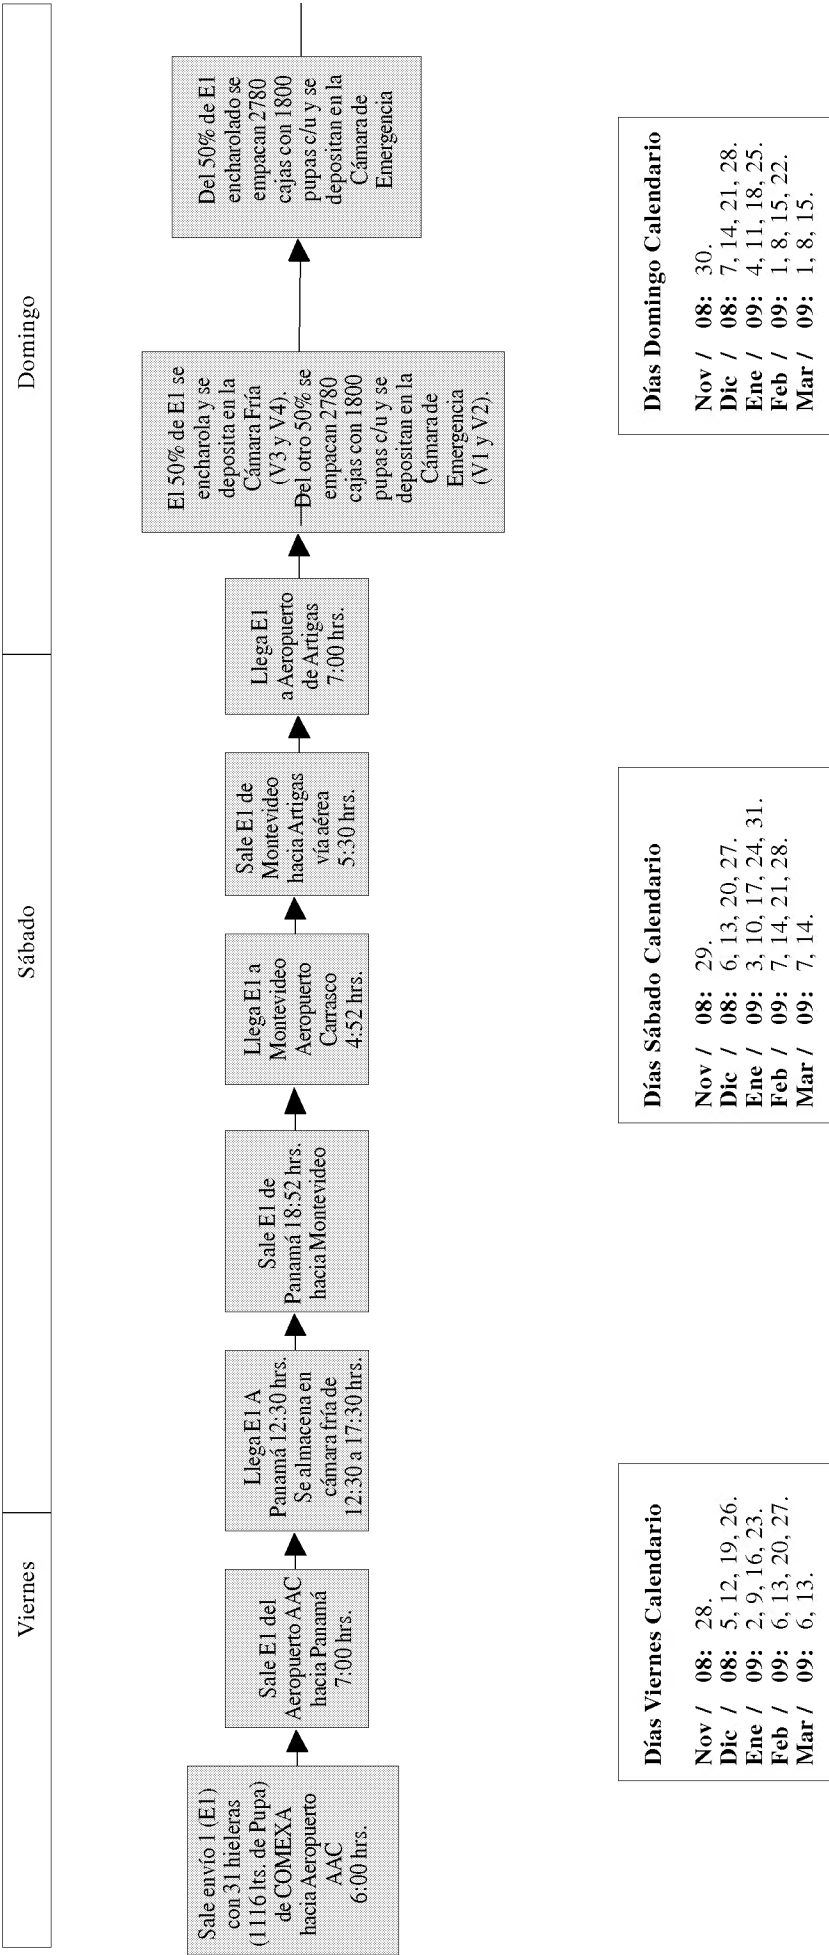 Viernes
Sábado
Domingo
Sale envío 1 (E1)
con 31 hieleras
(1116 lts. de Pupa)
de COMEXA
hacia Aeropuerto
AAC
6:00 hrs.
Sale E1 del
Aeropuerto AAC
hacia Panamá
7:00 hrs.
Llega E1 A
Panamá 12:30 hrs.
Se almacena en
cámara fría de
12:30 a 17:30 hrs.
Sale E1 de
Panamá 18:52 hrs.
hacia Montevideo
Llega E1 a
Montevideo
Aeropuerto
Carrasco
4:52 hrs.
Sale E1 de
Montevideo
hacia Artigas
vía aérea
5:30 hrs.
Llega E1
a Aeropuerto
de Artigas
7:00 hrs.
El 50% de E1 se
encharola y se
deposita en la
Cámara Fría
(V3 y V4).
Del otro 50% se
empacan 2780
cajas con 1800
pupas c/u y se
depositan en la
Cámara de
Emergencia
(V1 y V2).
Del 50% de E1
encharolado se
empacan 2780
cajas con 1800
pupas c/u y se
depositan en la
Cámara de
Emergencia
Días Viernes Calendario
Nov / 08: 28.
Dic / 08: 5, 12, 19, 26.
Ene / 09: 2, 9, 16, 23.
Feb / 09: 6, 13, 20, 27.
Mar / 09: 6, 13.
Días Sábado Calendario
Nov / 08: 29.
Dic / 08: 6, 13, 20, 27.
Ene / 09: 3, 10, 17, 24, 31.
Feb / 09: 7, 14, 21, 28.
Mar / 09: 7, 14.
Días Domingo Calendario
Nov / 08: 30.
Dic / 08: 7, 14, 21, 28.
Ene / 09: 4, 11, 18, 25.
Feb / 09: 1, 8, 15, 22.
Mar / 09: 1, 8, 15.